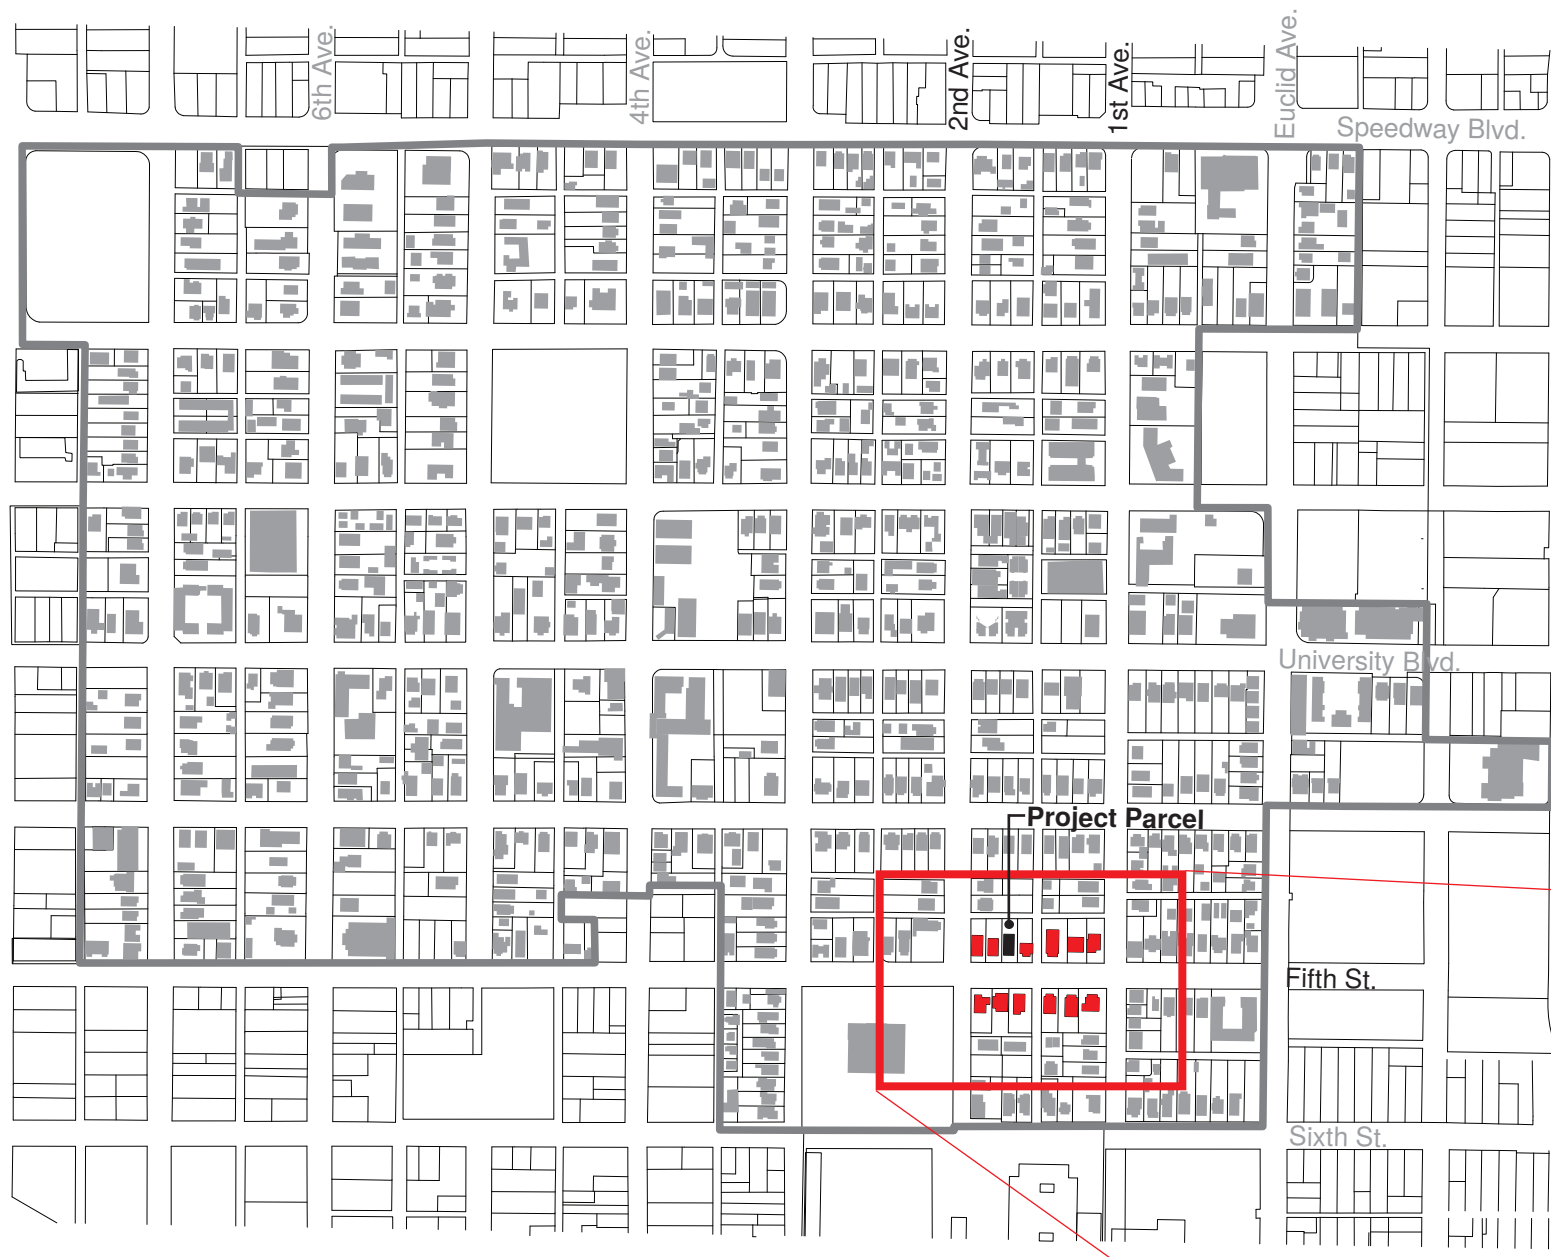 6th Ave.
4th Ave.
2nd Ave.
1st Ave.
Euclid Ave.
Speedway Blvd.
University Blvd.
Project Parcel
Fifth St.
Sixth St.